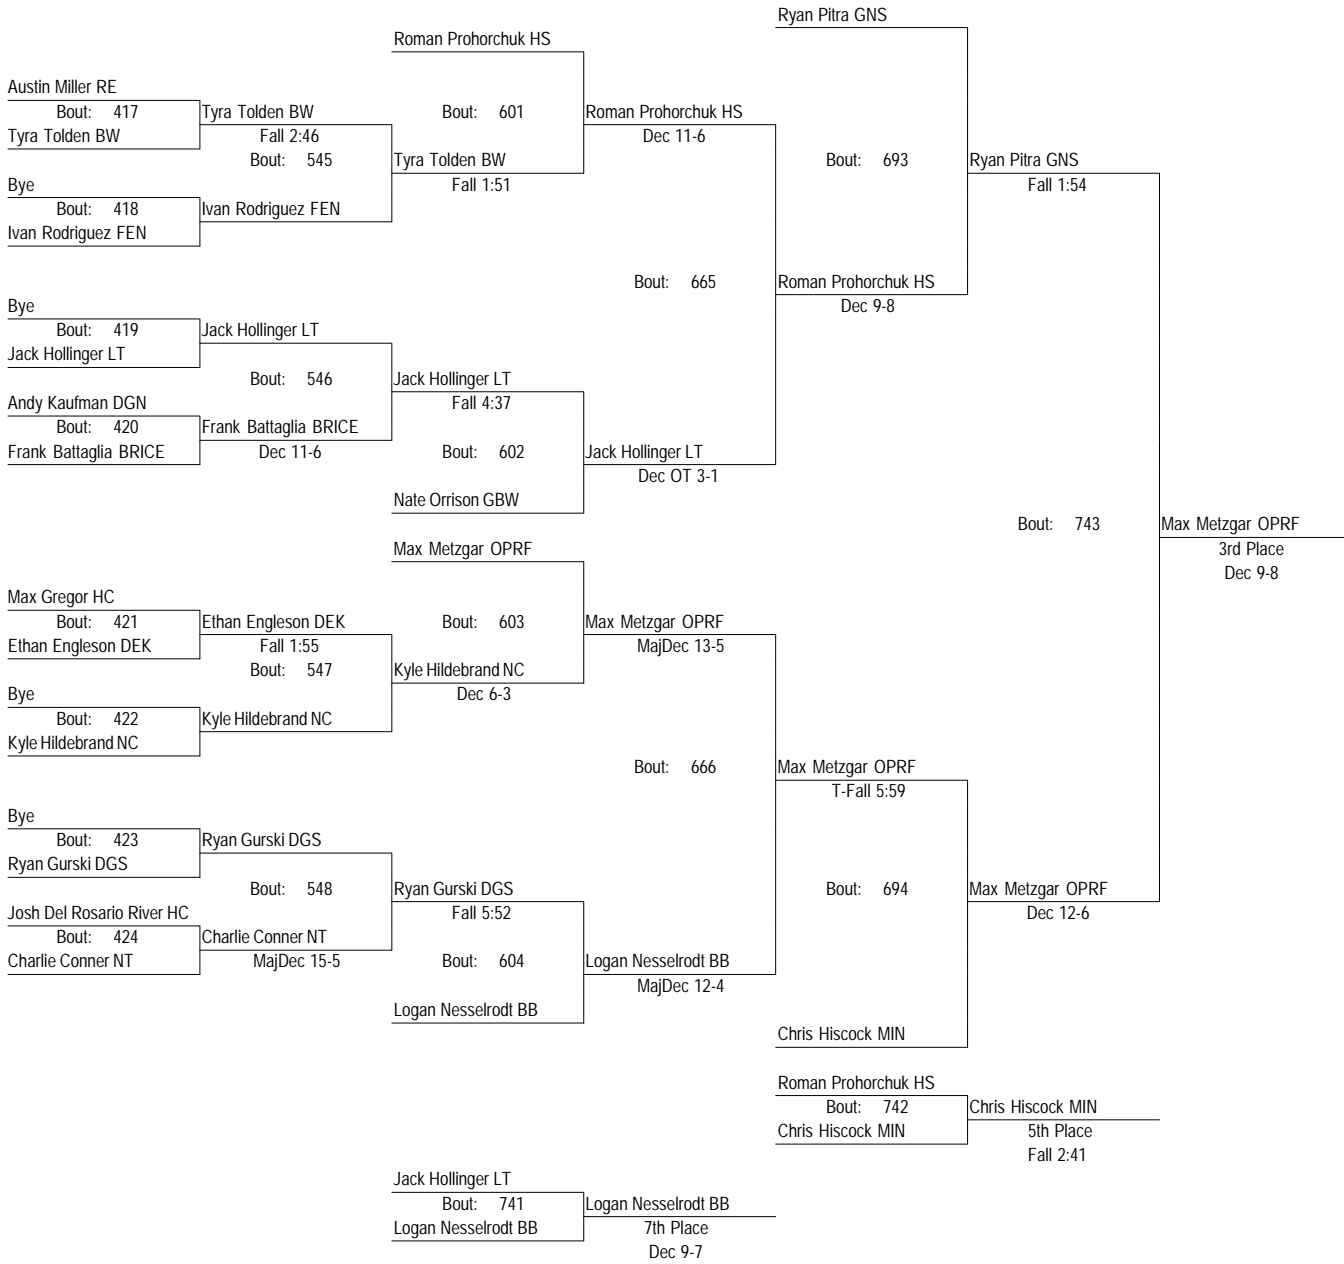 Ryan Pitra GNS
Roman Prohorchuk HS
Austin Miller RE
Bout: 417
Tyra Tolden BW
Tyra Tolden BW
Fall 2:46
Bout: 545
Bye
Bout: 418
Ivan Rodriguez FEN
Ivan Rodriguez FEN
Bout: 601
Tyra Tolden BW
Fall 1:51
Roman Prohorchuk HS
Dec 11-6
Bout: 693
Ryan Pitra GNS
Fall 1:54
Bout: 665
Roman Prohorchuk HS
Dec 9-8
Bye
Bout: 419
Jack Hollinger LT
Jack Hollinger LT
Bout: 546
Andy Kaufman DGN
Bout: 420
Frank Battaglia BRICE
Frank Battaglia BRICE
Dec 11-6
Jack Hollinger LT
Fall 4:37
Bout: 602
Nate Orrison GBW
Jack Hollinger LT
Dec OT 3-1
Bout: 743
Max Metzgar OPRF
3rd Place
Dec 9-8
Max Metzgar OPRF
Max Gregor HC
Bout: 421
Ethan Engleson DEK
Ethan Engleson DEK
Fall 1:55
Bout: 547
Bye
Bout: 422
Kyle Hildebrand NC
Kyle Hildebrand NC
Bout: 603
Kyle Hildebrand NC
Dec 6-3
Max Metzgar OPRF
MajDec 13-5
Bout: 666
Max Metzgar OPRF
T-Fall 5:59
Bye
Bout: 423
Ryan Gurski DGS
Ryan Gurski DGS
Bout: 548
Josh Del Rosario River HC
Bout: 424
Charlie Conner NT
Charlie Conner NT
MajDec 15-5
Ryan Gurski DGS
Fall 5:52
Bout: 604
Logan Nesselrodt BB
Logan Nesselrodt BB
MajDec 12-4
Bout: 694
Max Metzgar OPRF
Dec 12-6
Chris Hiscock MIN
Roman Prohorchuk HS
Bout: 742
Chris Hiscock MIN
Chris Hiscock MIN
5th Place
Fall 2:41
Jack Hollinger LT
Bout: 741
Logan Nesselrodt BB
Logan Nesselrodt BB
7th Place
Dec 9-7